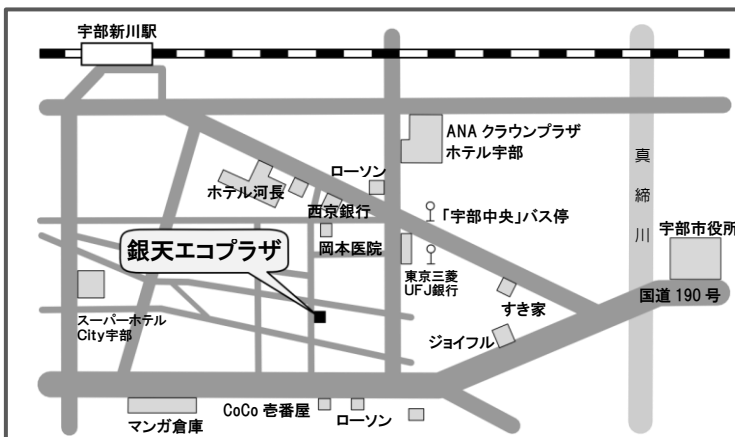 宇部新川駅
ANA クラウンプラザ
ホテル宇部
真締川
ローソン
ホテル河長
西京銀行
「宇部中央」バス停
宇部市役所
銀天エコプラザ
岡本医院
東京三菱
UFJ銀行
国道 190 号
すき家
スーパーホテル
City宇部
ジョイフル
CoCo 壱番屋
ローソン
マンガ倉庫